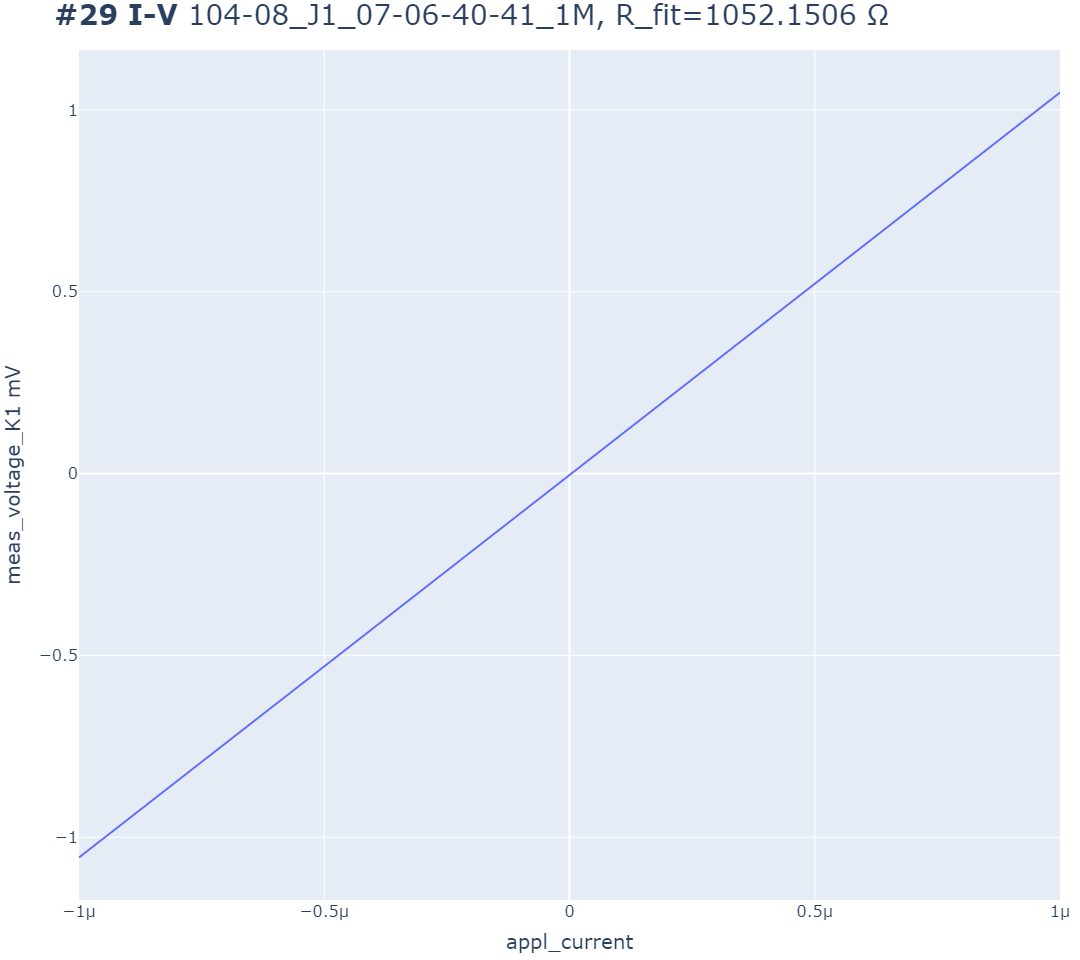 #29 I-V 104-08_J1_07-06-40-41_1M, R_fit=1052.1506 Ω
1
0.5
0
−0.5
−1
meas_voltage_K1 mV
−1μ
−0.5μ
0
0.5μ
1μ
appl_current